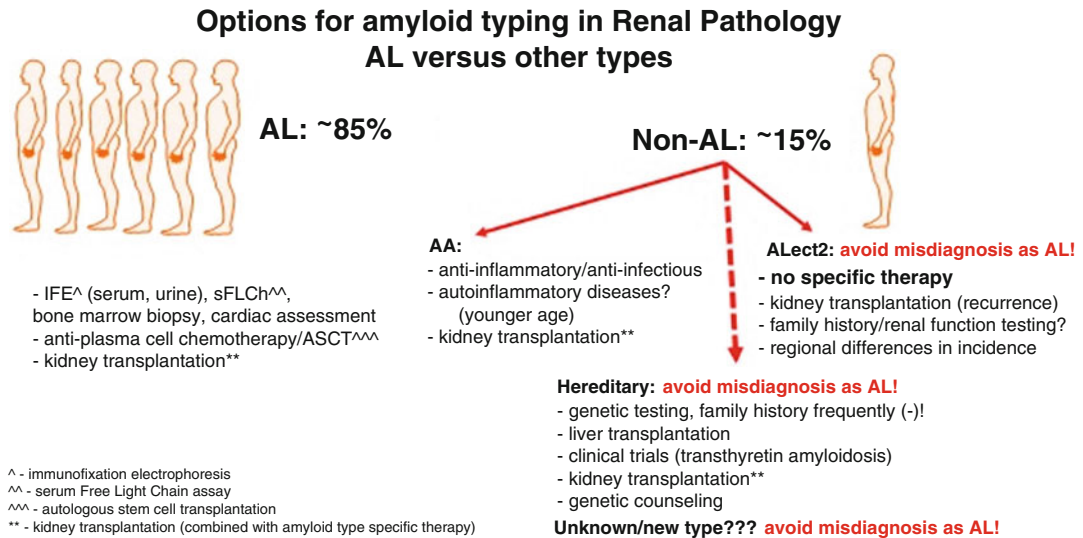 Options for amyloid typing in Renal Pathology
AL versus other types
AL: ~85%
Non-AL: ~15%
- IFE^ (serum, urine), sFLCh^^,
bone marrow biopsy, cardiac assessment
- anti-plasma cell chemotherapy/ASCT^^^
- kidney transplantation**
AA:
- anti-inflammatory/anti-infectious
- autoinflammatory diseases?
(younger age)
- kidney transplantation**
ALect2: avoid misdiagnosis as AL!
- no specific therapy
- kidney transplantation (recurrence)
- family history/renal function testing?
- regional differences in incidence
Hereditary: avoid misdiagnosis as AL!
- genetic testing, family history frequently (-)!
- liver transplantation
- clinical trials (transthyretin amyloidosis)
- kidney transplantation**
- genetic counseling
Unknown/new type??? avoid misdiagnosis as AL!
^ - immunofixation electrophoresis
^^ - serum Free Light Chain assay
^^^ - autologous stem cell transplantation
** - kidney transplantation (combined with amyloid type specific therapy)